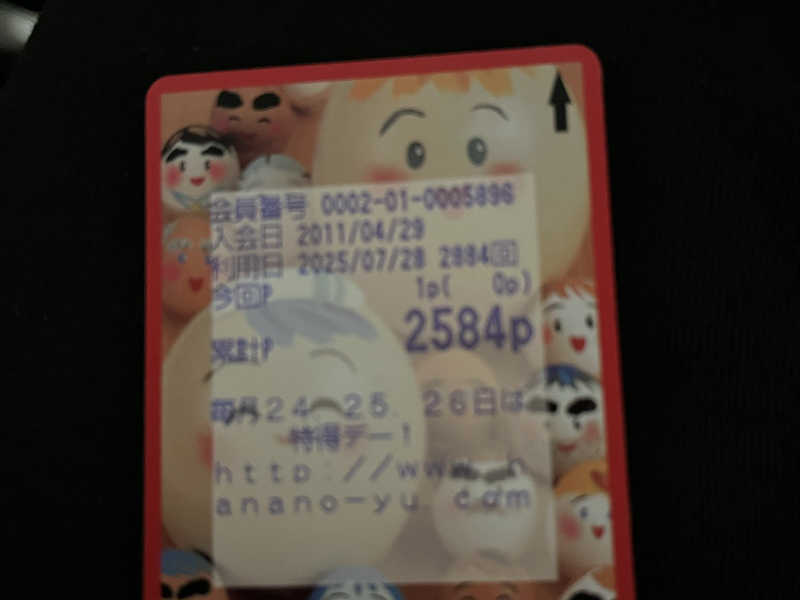 会員番号 0002-01-0005896
入会日 2011/04/29
利用日 2025/07/28 2884回
今回P 1p( 0p)
累計P 2584p
毎月２４．２５．２６日は
特得デー！
ｈｔｔｐ：／／ｗｗｗ．ｈ
ａｎａｎｏ－ｙｕ．ｃｏｍ